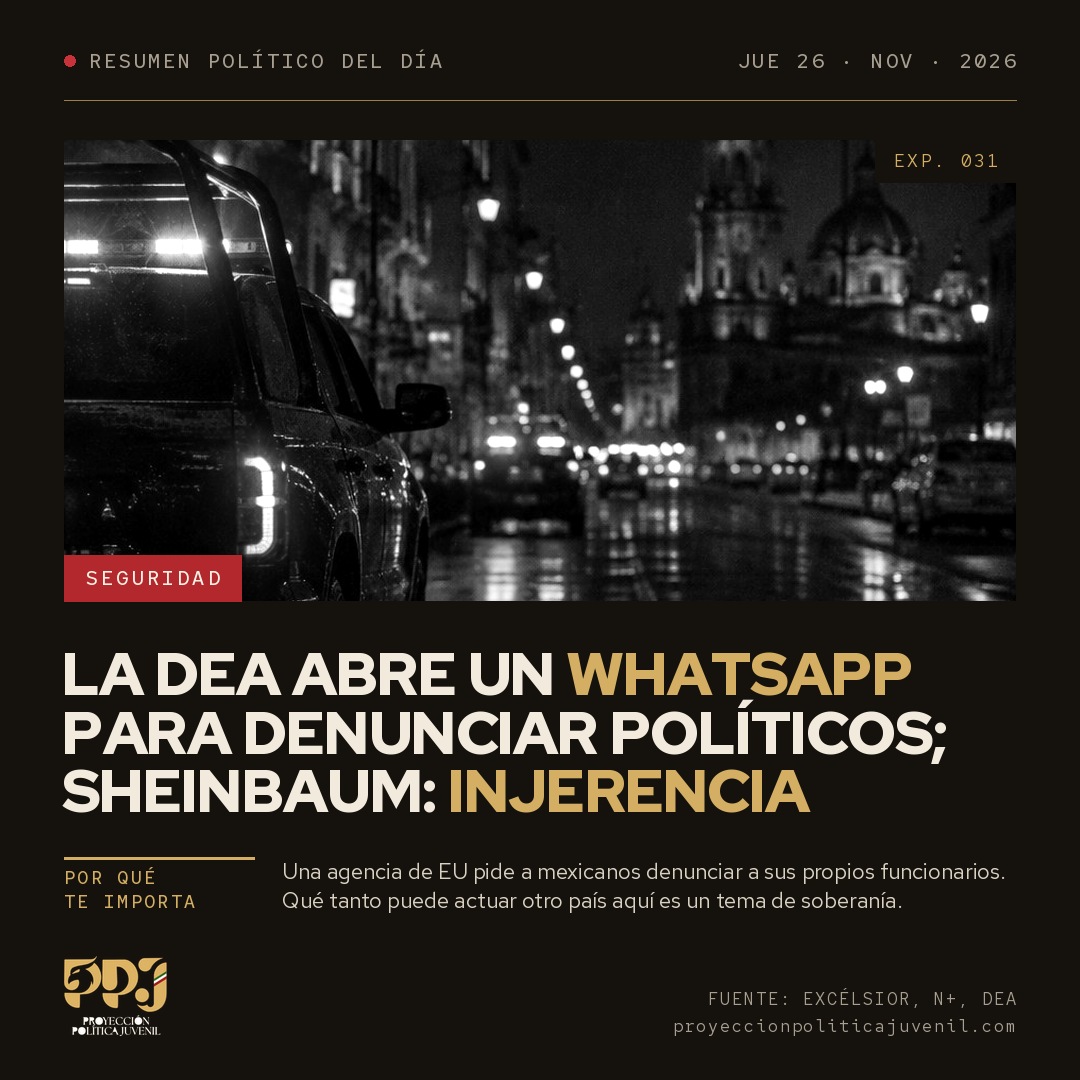 RESUMEN POLÍTICO DEL DÍA
JUE 26 · NOV · 2026
EXP. 031
SEGURIDAD
LA DEA ABRE UN WHATSAPP
PARA DENUNCIAR POLÍTICOS;
SHEINBAUM: INJERENCIA
POR QUÉ
TE IMPORTA
Una agencia de EU pide a mexicanos denunciar a sus propios funcionarios.
Qué tanto puede actuar otro país aquí es un tema de soberanía.
PPJ
PROYECCIÓN
POLÍTICA JUVENIL
FUENTE: EXCÉLSIOR, N+, DEA
proyeccionpoliticajuvenil.com